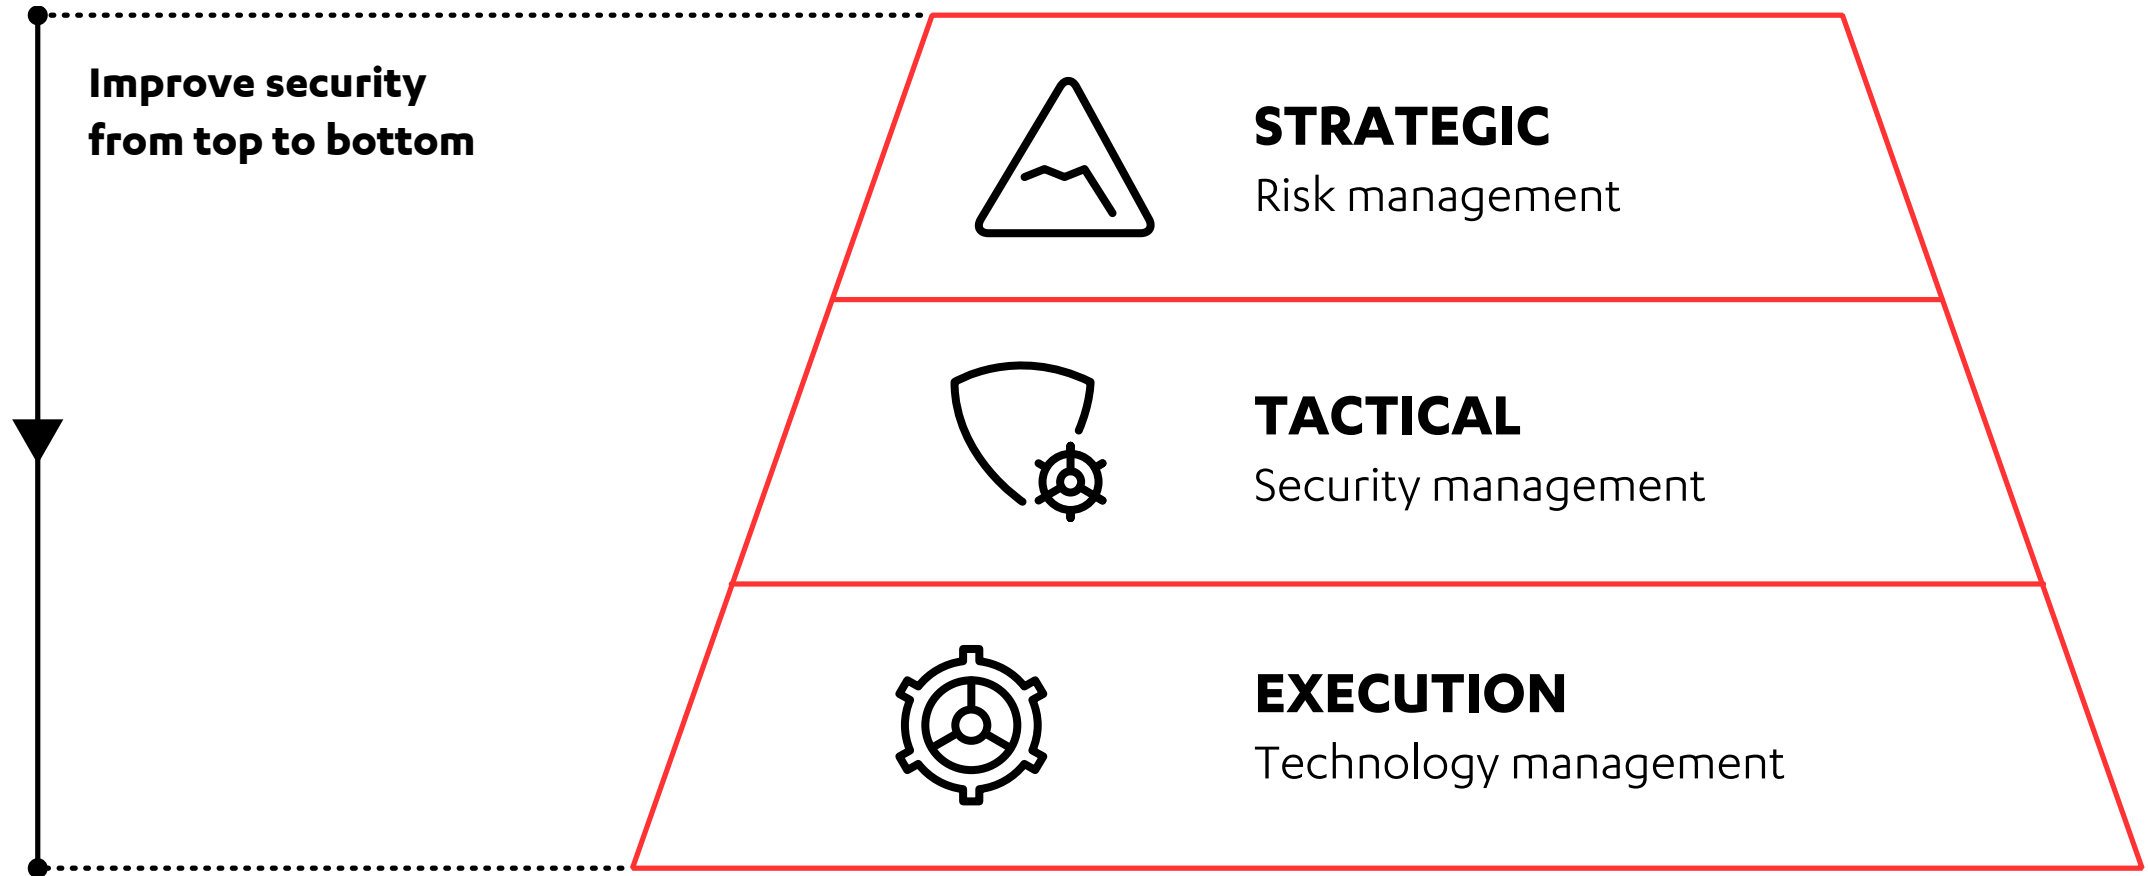 Improve security
from top to bottom
STRATEGIC
Risk management
TACTICAL
Security management
EXECUTION
Technology management